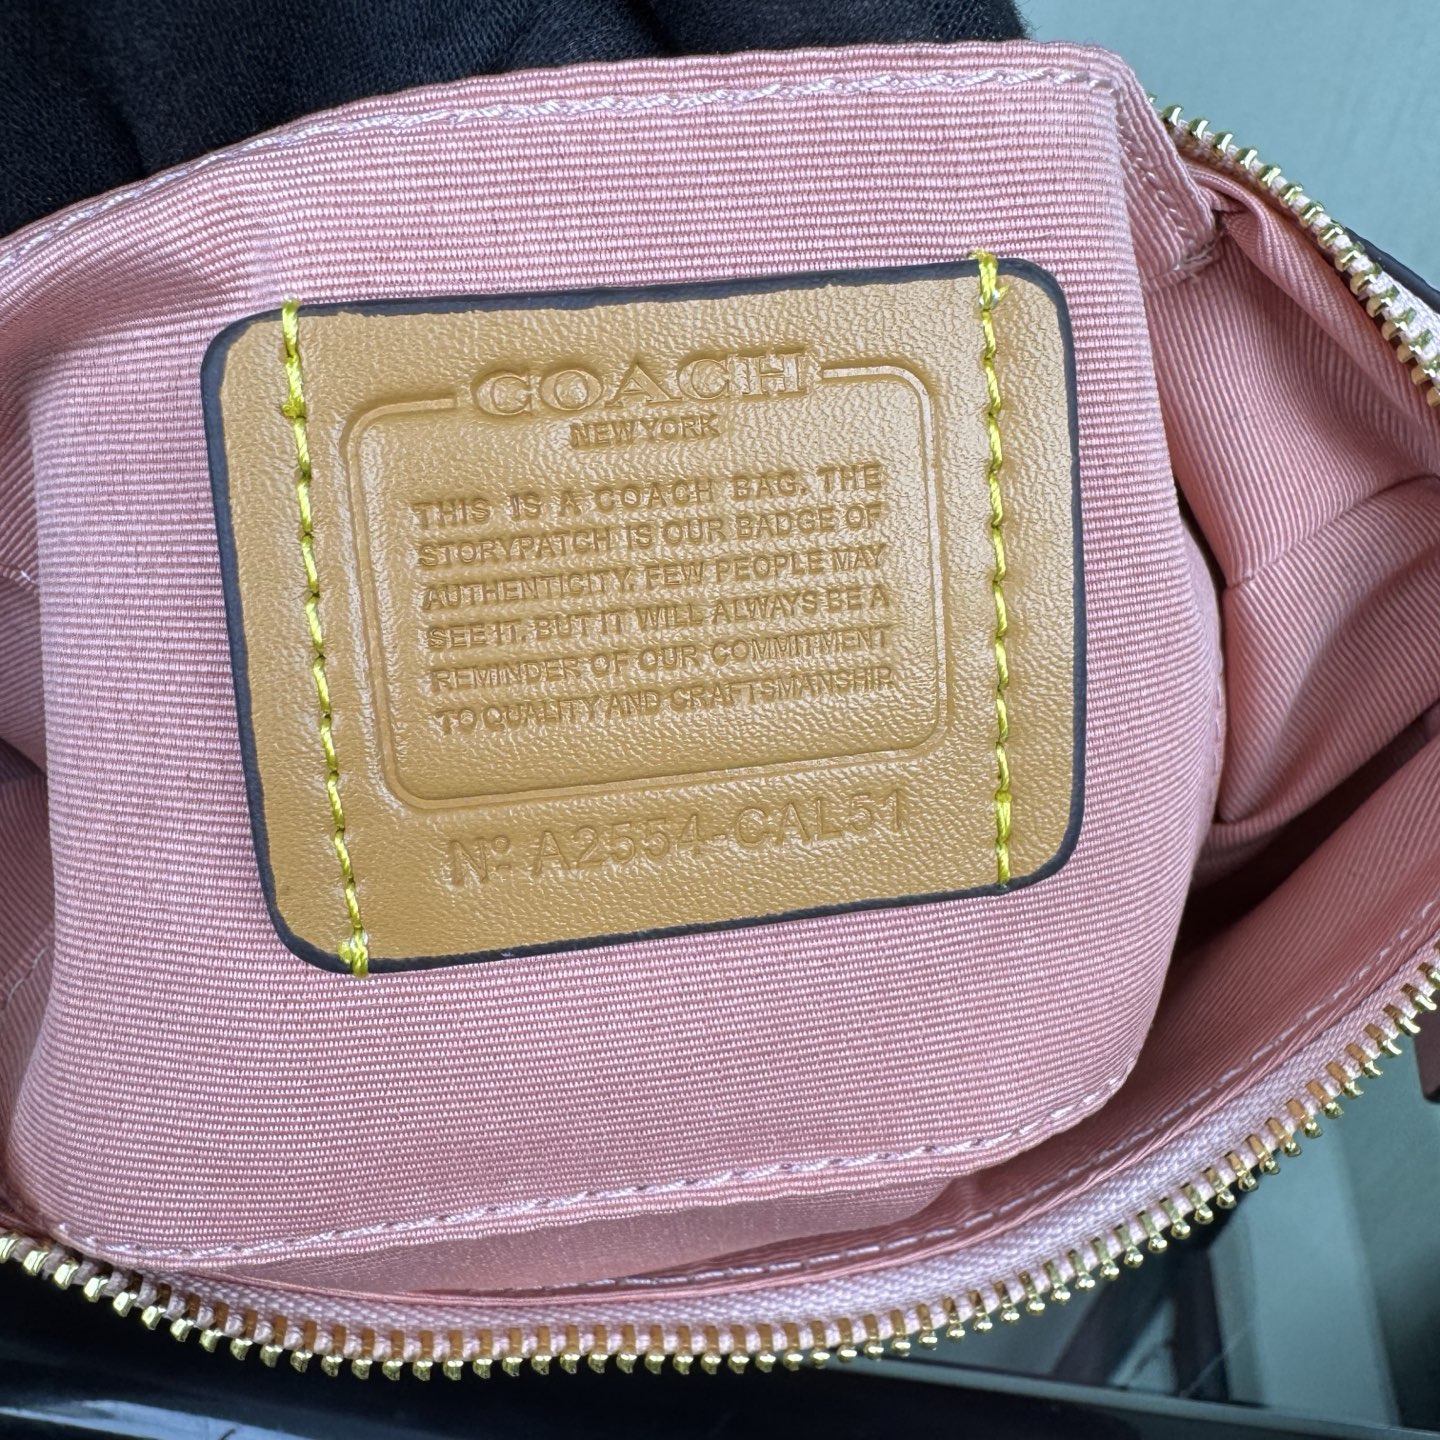 COACH
NEW YORK
THIS IS A COACH BAG. THE
STORYPATCH IS OUR BADGE OF
AUTHENTICITY. FEW PEOPLE MAY
SEE IT. BUT IT WILL ALWAYS BE A
REMINDER OF OUR COMMITMENT
TO QUALITY AND CRAFTSMANSHIP.
Nº A2554-CAL51